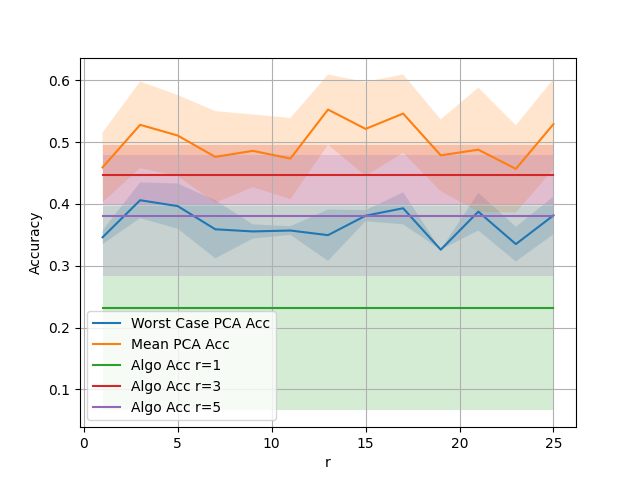 0.6
0.5
0.4
0.3
0.2
0.1
Accuracy
Worst Case PCA Acc
Mean PCA Acc
Algo Acc r=1
Algo Acc r=3
Algo Acc r=5
0 5 10 15 20 25
r